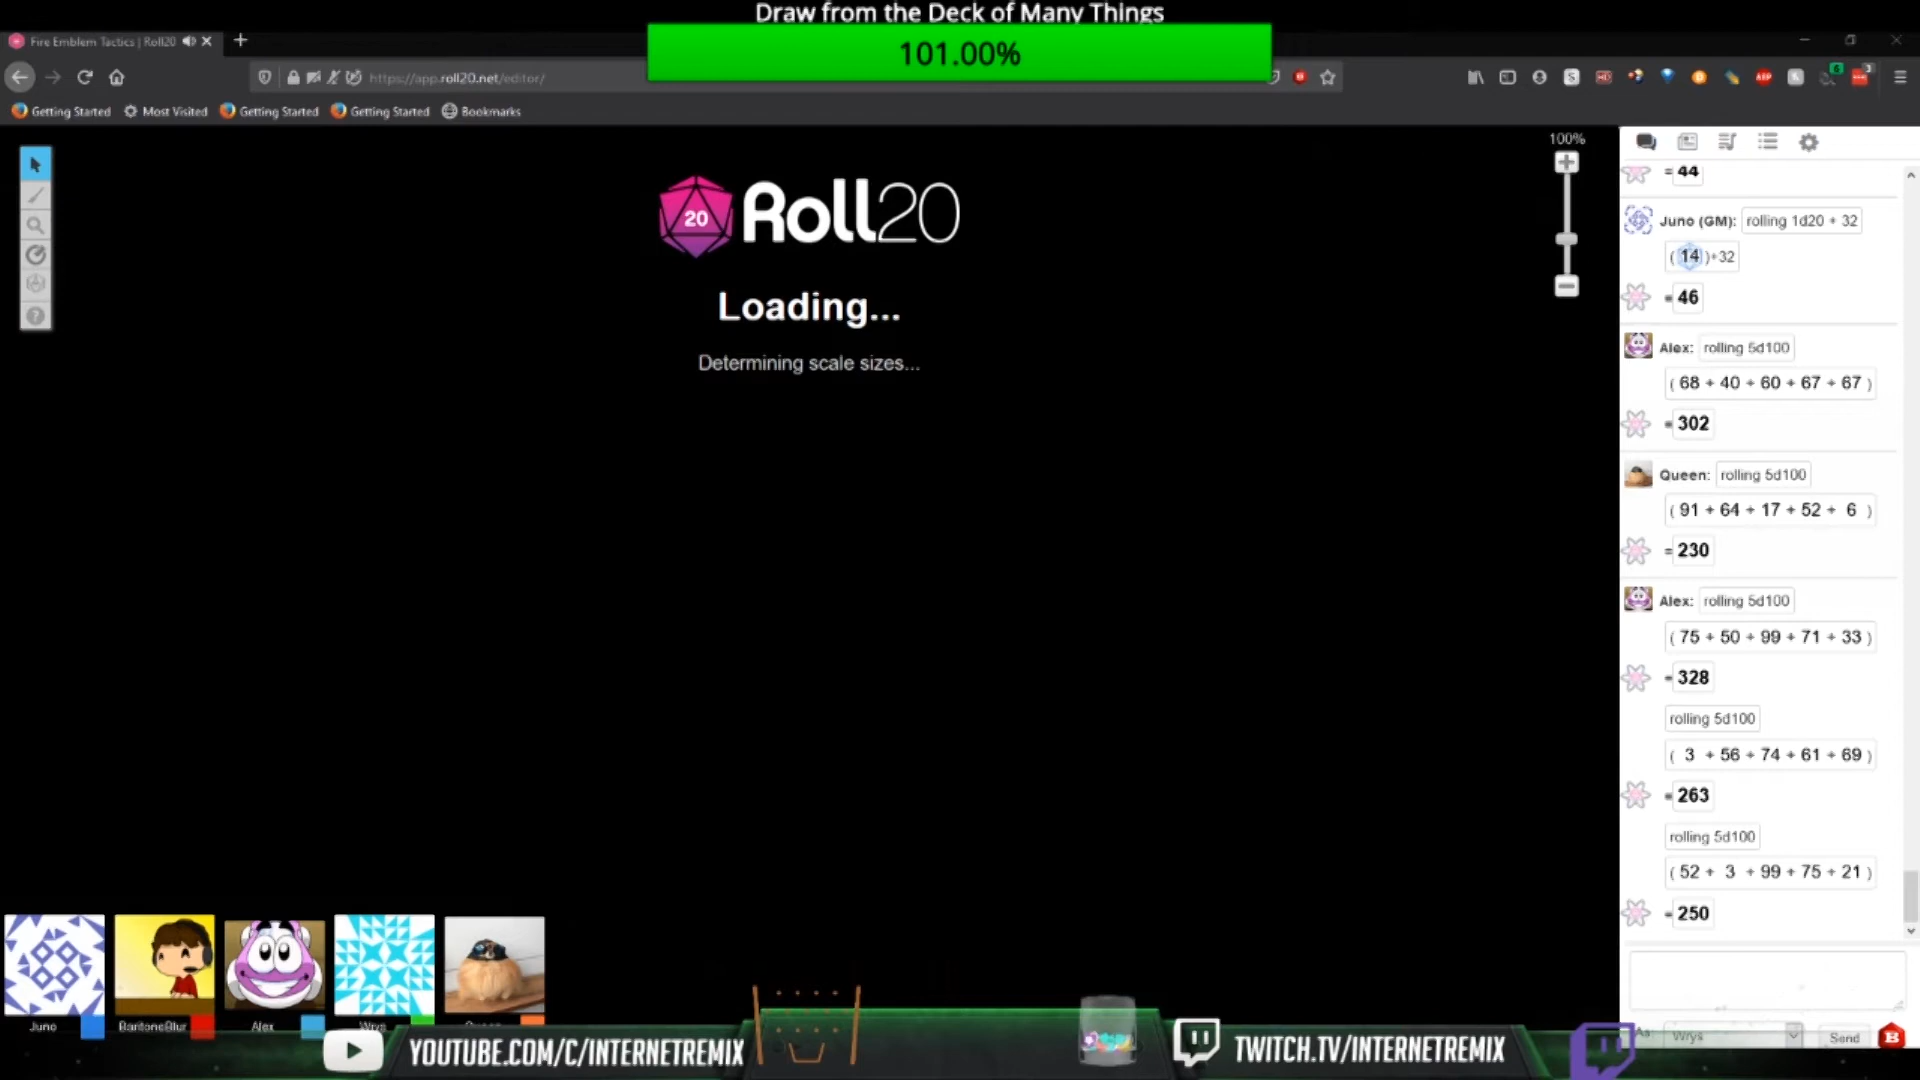 Draw from the Deck of Many Things
101.00%
Fire Emblem Tactics | Roll20
https://app.roll20.net/editor/
Getting Started
Most Visited
Getting Started
Getting Started
Bookmarks
100%
20
Roll20
Loading...
Determining scale sizes...
= 44
Juno (GM): rolling 1d20 + 32
( 14 )+32
= 46
Alex: rolling 5d100
( 68 + 40 + 60 + 67 + 67 )
= 302
Queen: rolling 5d100
( 91 + 64 + 17 + 52 + 6 )
= 230
Alex: rolling 5d100
( 75 + 50 + 99 + 71 + 33 )
= 328
rolling 5d100
( 3 + 56 + 74 + 61 + 69 )
= 263
rolling 5d100
( 52 + 3 + 99 + 75 + 21 )
= 250
As: Wrys
Send
Juno
BaritoneBlur
Alex
Wrys
Queen
YOUTUBE.COM/C/INTERNETREMIX
TWITCH.TV/INTERNETREMIX